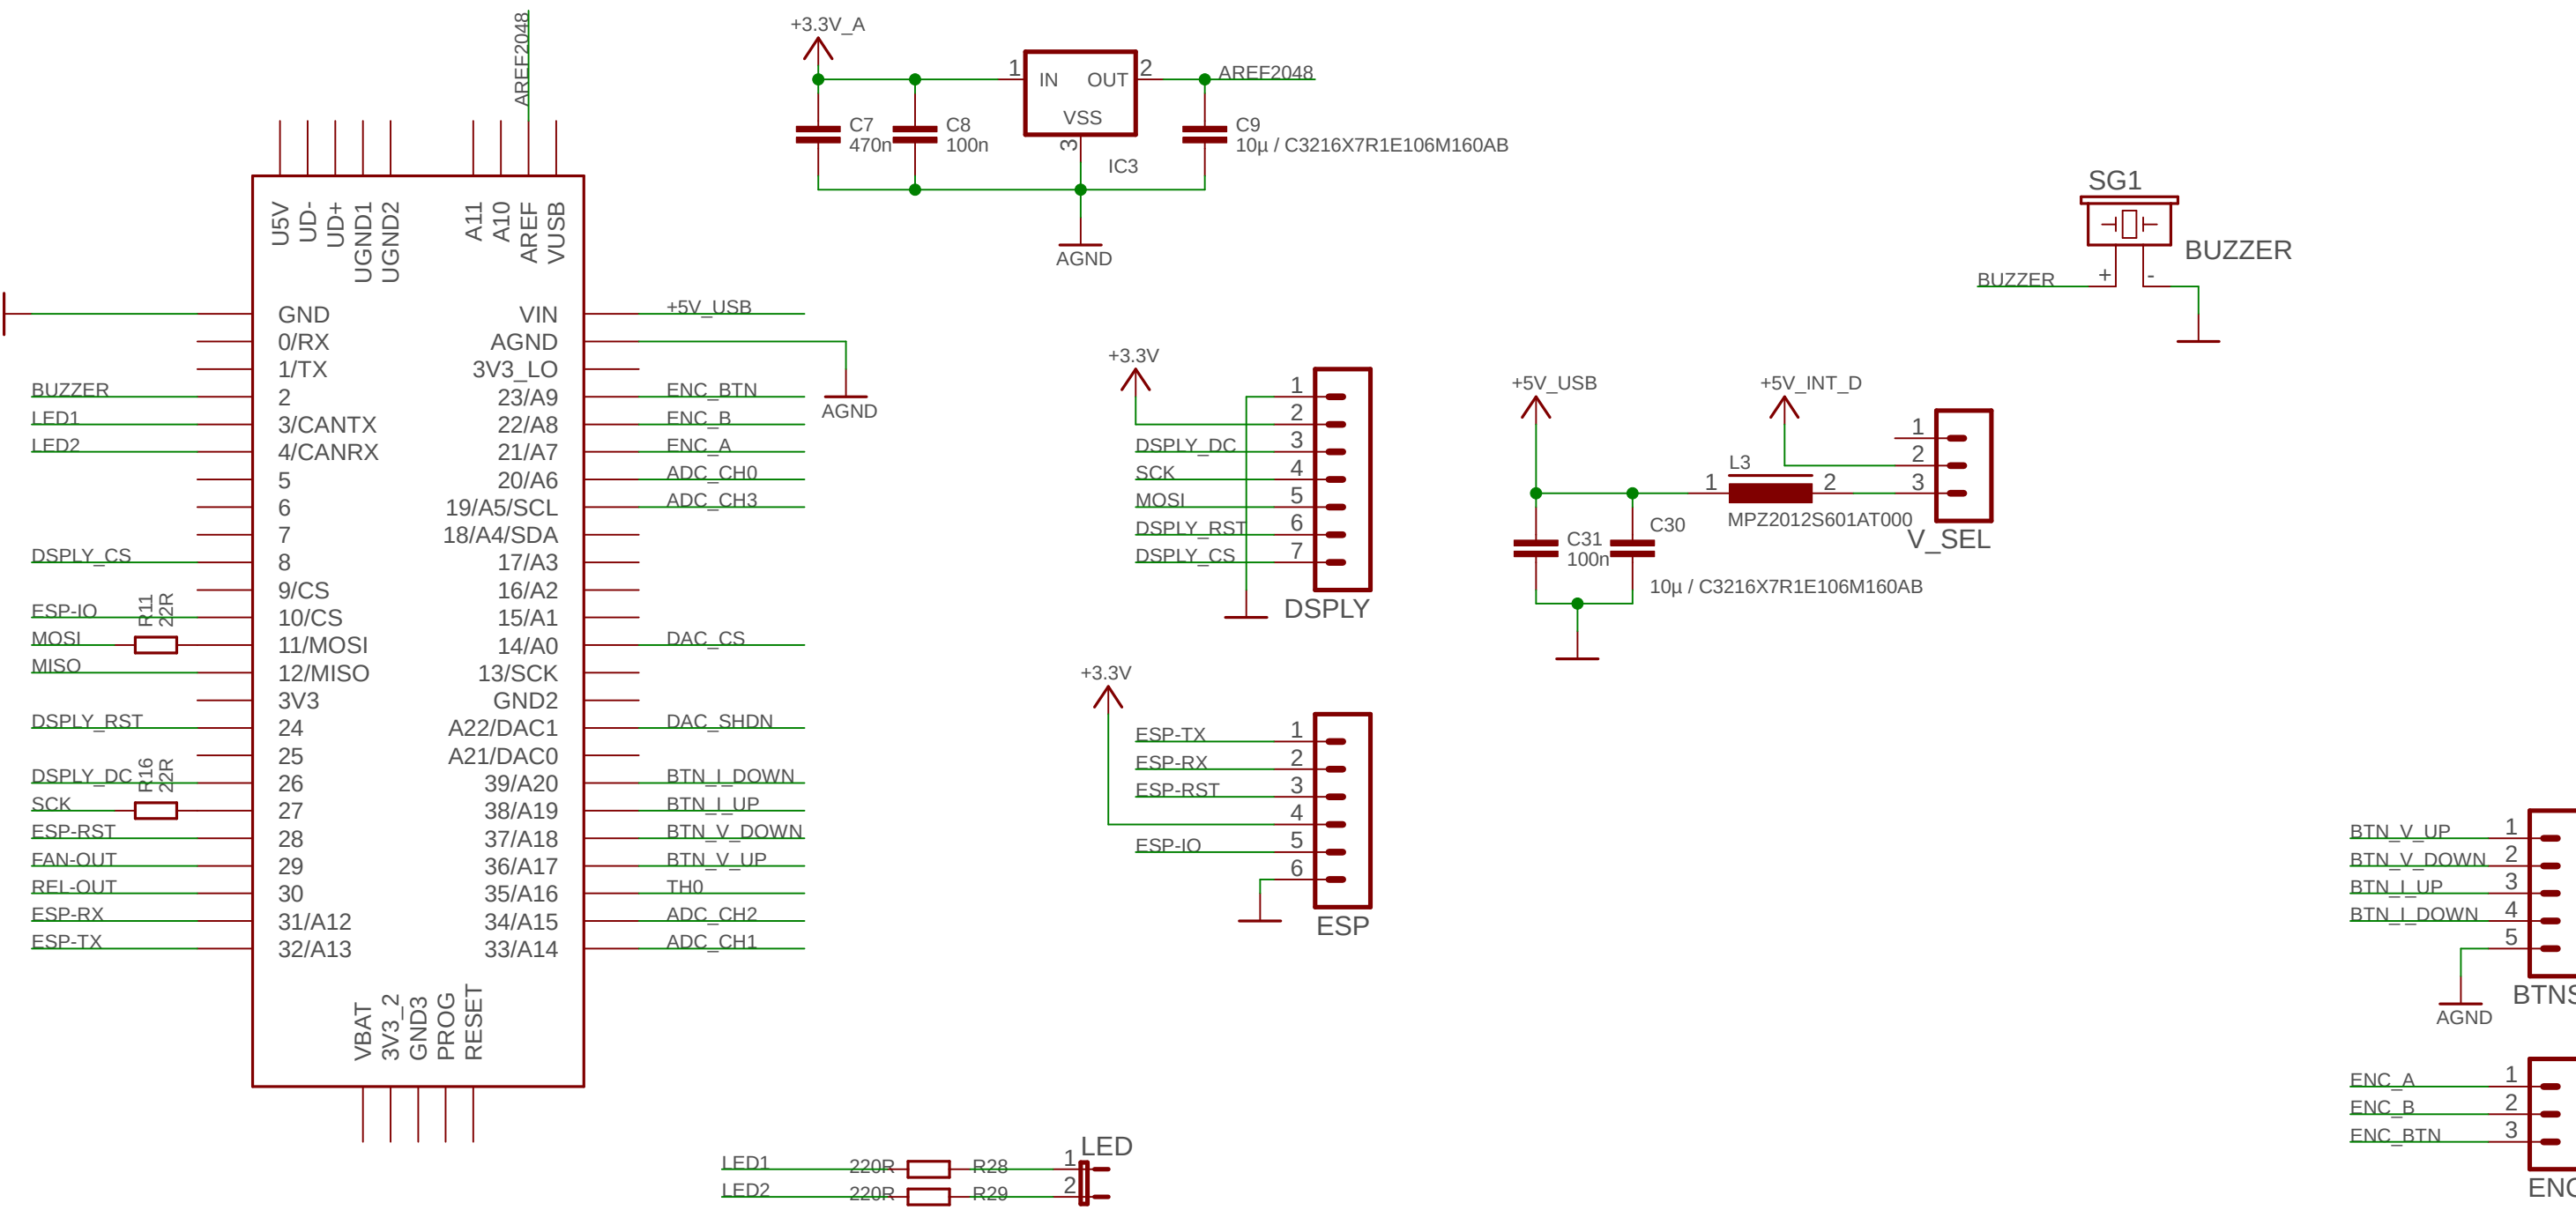 AREF2048
U5V
UD-
UD+
UGND1
UGND2
A11
A10
AREF
VUSB
GND
0/RX
1/TX
BUZZER 2
LED1 3/CANTX
LED2 4/CANRX
5
6
7
DSPLY_CS 8
9/CS
ESP-IO 10/CS
R11
22R
MOSI 11/MOSI
MISO 12/MISO
3V3
DSPLY_RST 24
25
DSPLY_DC 26
R16
22R
SCK 27
ESP-RST 28
FAN-OUT 29
REL-OUT 30
ESP-RX 31/A12
ESP-TX 32/A13
VIN +5V_USB
AGND
AGND
3V3_LO
23/A9 ENC_BTN
22/A8 ENC_B
21/A7 ENC_A
20/A6 ADC_CH0
19/A5/SCL ADC_CH3
18/A4/SDA
17/A3
16/A2
15/A1
14/A0 DAC_CS
13/SCK
GND2
A22/DAC1 DAC_SHDN
A21/DAC0
39/A20 BTN_I_DOWN
38/A19 BTN_I_UP
37/A18 BTN_V_DOWN
36/A17 BTN_V_UP
35/A16 TH0
34/A15 ADC_CH2
33/A14 ADC_CH1
VBAT
3V3_2
GND3
PROG
RESET
+3.3V_A
1 IN OUT 2 AREF2048
VSS
3
IC3
C7
470n
C8
100n
C9
10µ / C3216X7R1E106M160AB
AGND
SG1
BUZZER
BUZZER + -
+3.3V
1
2
DSPLY_DC 3
SCK 4
MOSI 5
DSPLY_RST 6
DSPLY_CS 7
DSPLY
+5V_USB
+5V_INT_D
L3
1 2
MPZ2012S601AT000
1
2
3
V_SEL
C31
100n
C30
10µ / C3216X7R1E106M160AB
+3.3V
ESP-TX 1
ESP-RX 2
ESP-RST 3
4
ESP-IO 5
6
ESP
BTN_V_UP 1
BTN_V_DOWN 2
BTN_I_UP 3
BTN_I_DOWN 4
5
AGND
ENC_A 1
ENC_B 2
ENC_BTN 3
LED
LED1 220R R28 1
LED2 220R R29 2